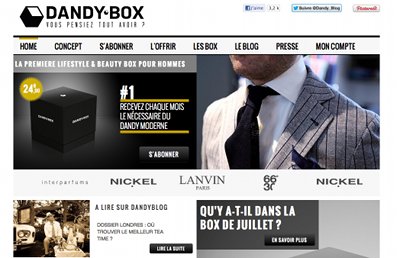 DANDY•BOX
VOUS PENSIEZ TOUT AVOIR ?
J'aime 3,2 k Suivre @Dandy_Blog Pinterest
HOME CONCEPT S'ABONNER L'OFFRIR LES BOX LE BLOG PRESSE MON COMPTE
LA PREMIERE LIFESTYLE & BEAUTY BOX POUR HOMMES
24€,90
#1
RECEVEZ CHAQUE MOIS
LE NÉCESSAIRE DU
DANDY MODERNE
DANDYBOX
S'ABONNER
interparfums NICKEL LANVIN PARIS 66°30 NICKEL
A LIRE SUR DANDYBLOG
DOSSIER LONDRES : OÙ
TROUVER LE MEILLEUR TEA
TIME ?
LIRE LA SUITE
QU'Y A-T-IL DANS LA
BOX DE JUILLET ?
EN SAVOIR PLUS